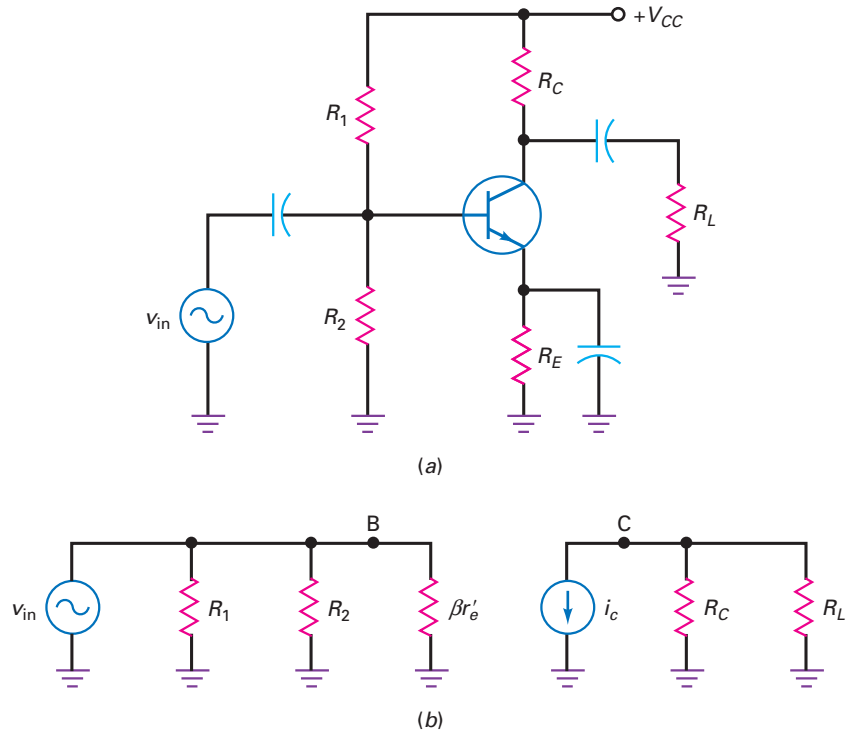 +V_CC
R_C
R_1
R_L
v_in
R_2
R_E
(a)
B
C
v_in
R_1
R_2
βr′_e
i_c
R_C
R_L
(b)